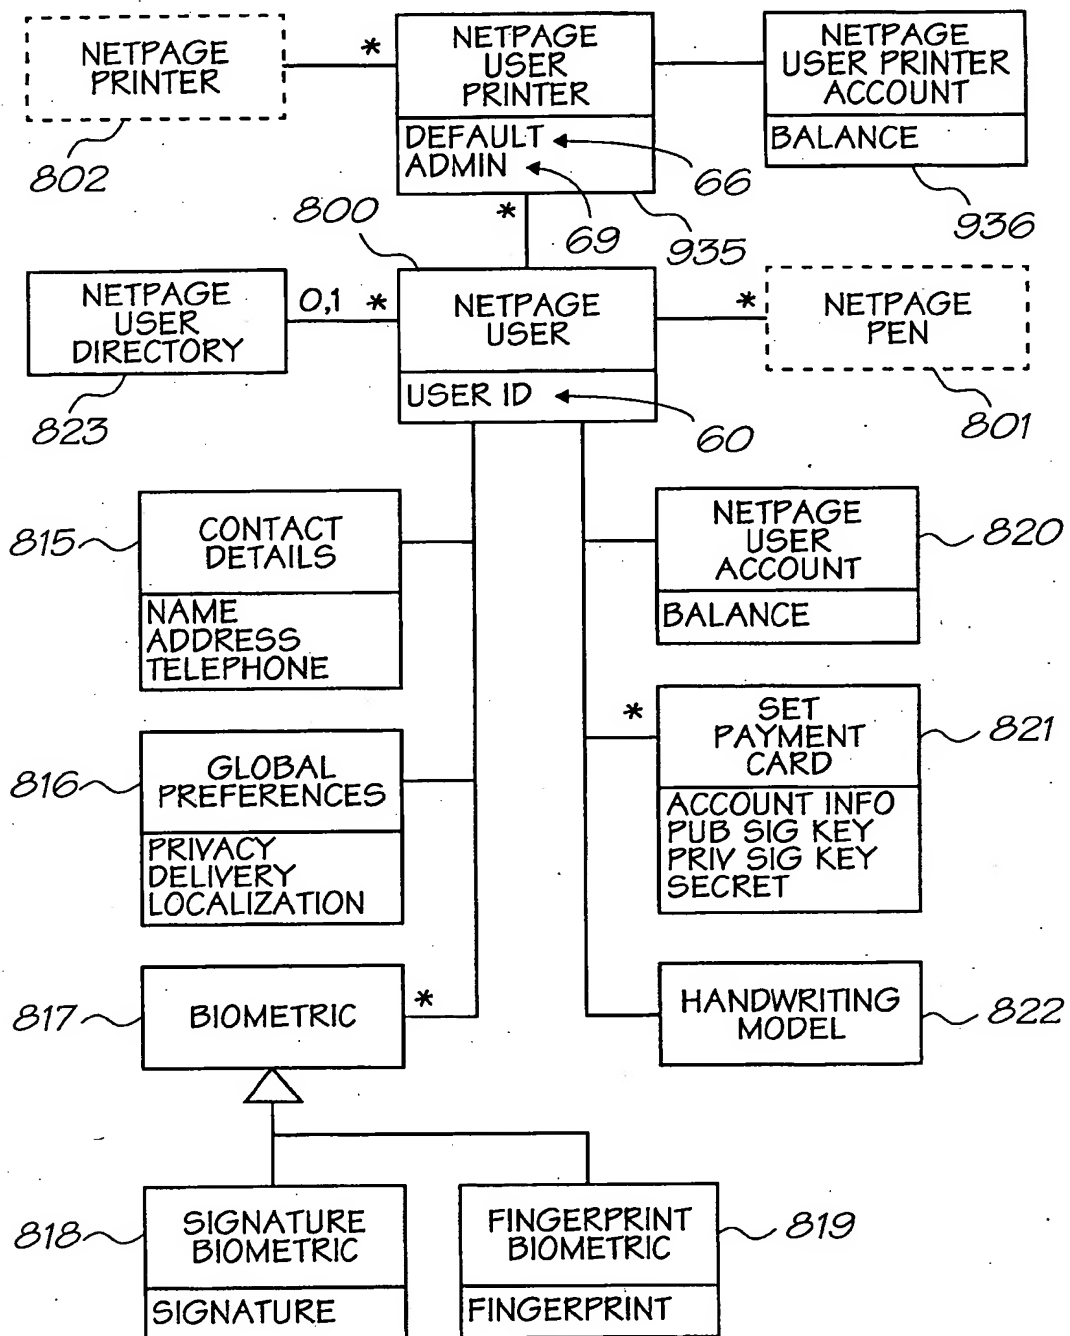 NETPAGE
PRINTER
802
*
NETPAGE
USER
PRINTER
DEFAULT
ADMIN
66
69
935
NETPAGE
USER PRINTER
ACCOUNT
BALANCE
936
*
800
NETPAGE
USER
DIRECTORY
823
0,1 *
NETPAGE
USER
USER ID
60
*
NETPAGE
PEN
801
815
CONTACT
DETAILS
NAME
ADDRESS
TELEPHONE
NETPAGE
USER
ACCOUNT
BALANCE
820
816
GLOBAL
PREFERENCES
PRIVACY
DELIVERY
LOCALIZATION
*
SET
PAYMENT
CARD
ACCOUNT INFO
PUB SIG KEY
PRIV SIG KEY
SECRET
821
817
BIOMETRIC
*
HANDWRITING
MODEL
822
818
SIGNATURE
BIOMETRIC
SIGNATURE
FINGERPRINT
BIOMETRIC
FINGERPRINT
819